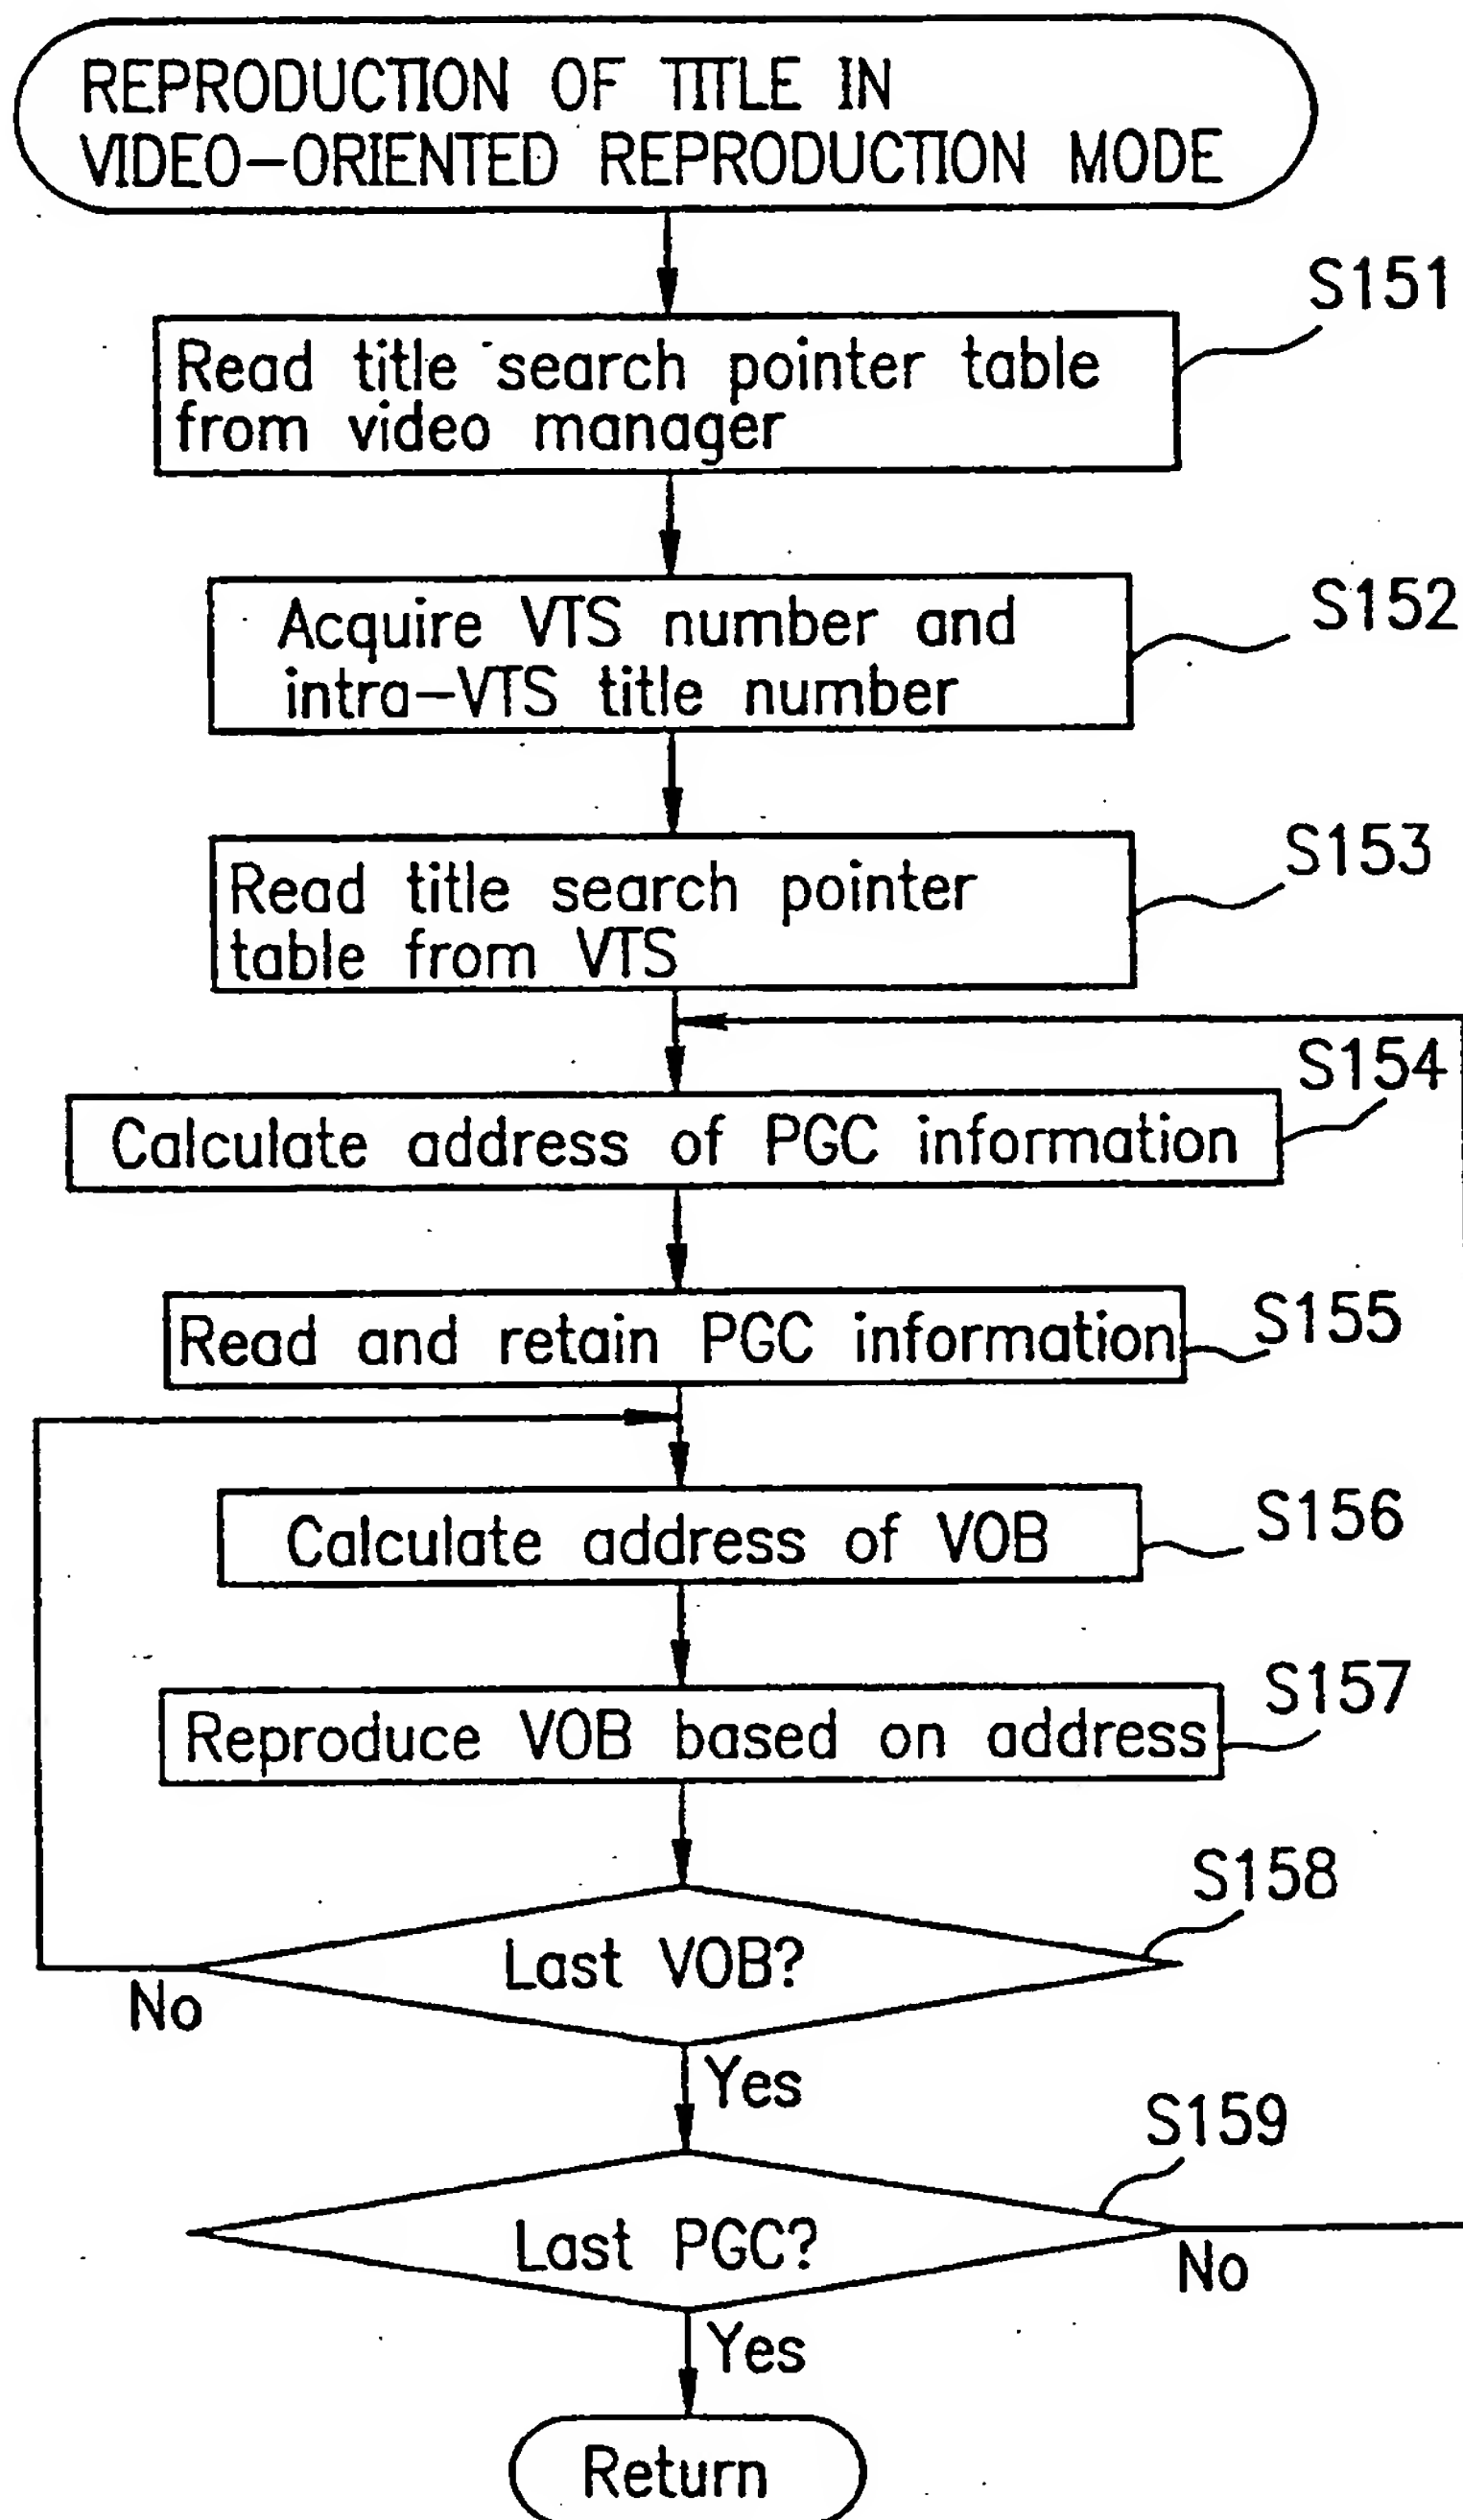 REPRODUCTION OF TITLE IN
VIDEO-ORIENTED REPRODUCTION MODE
S151
Read title search pointer table
from video manager
S152
Acquire VTS number and
intra-VTS title number
S153
Read title search pointer
table from VTS
S154
Calculate address of PGC information
S155
Read and retain PGC information
S156
Calculate address of VOB
S157
Reproduce VOB based on address
S158
Last VOB?
No
Yes
S159
Last PGC?
No
Yes
Return